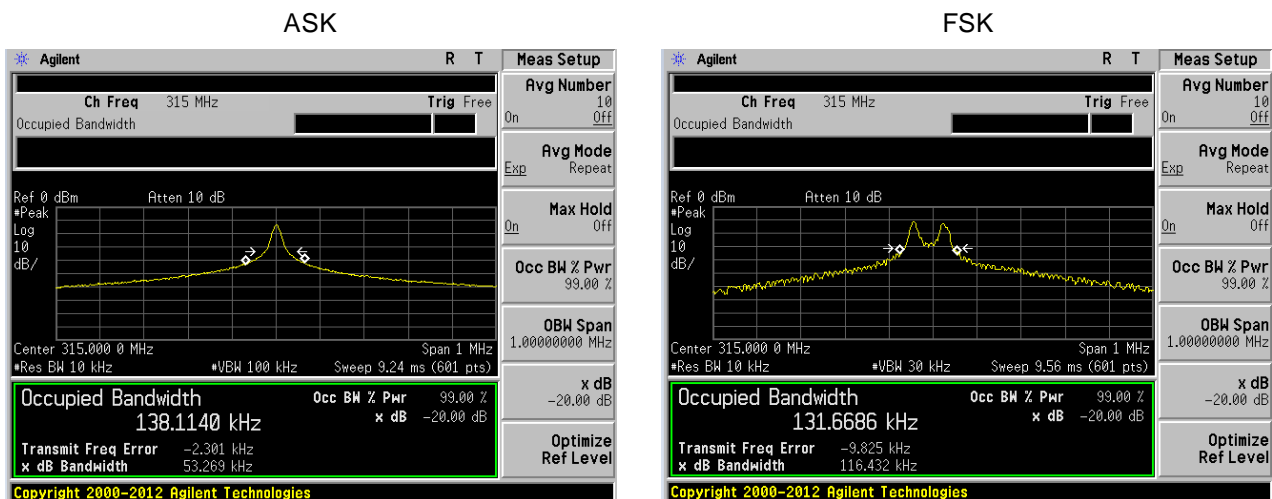 ASK
Agilent R T
Meas Setup
Ch Freq 315 MHz Trig Free
Occupied Bandwidth
Avg Number
10
On Off
Avg Mode
Exp Repeat
Ref 0 dBm Atten 10 dB
#Peak
Log
10
dB/
Max Hold
On Off
Occ BW % Pwr
99.00 %
OBW Span
1.00000000 MHz
Center 315.000 0 MHz Span 1 MHz
#Res BW 10 kHz #VBW 100 kHz Sweep 9.24 ms (601 pts)
x dB
-20.00 dB
Occupied Bandwidth Occ BW % Pwr 99.00 %
138.1140 kHz x dB -20.00 dB
Transmit Freq Error -2.301 kHz
x dB Bandwidth 53.269 kHz
Optimize
Ref Level
Copyright 2000-2012 Agilent Technologies
FSK
Agilent R T
Meas Setup
Ch Freq 315 MHz Trig Free
Occupied Bandwidth
Avg Number
10
On Off
Avg Mode
Exp Repeat
Ref 0 dBm Atten 10 dB
#Peak
Log
10
dB/
Max Hold
On Off
Occ BW % Pwr
99.00 %
OBW Span
1.00000000 MHz
Center 315.000 0 MHz Span 1 MHz
#Res BW 10 kHz #VBW 30 kHz Sweep 9.56 ms (601 pts)
x dB
-20.00 dB
Occupied Bandwidth Occ BW % Pwr 99.00 %
131.6686 kHz x dB -20.00 dB
Transmit Freq Error -9.825 kHz
x dB Bandwidth 116.432 kHz
Optimize
Ref Level
Copyright 2000-2012 Agilent Technologies